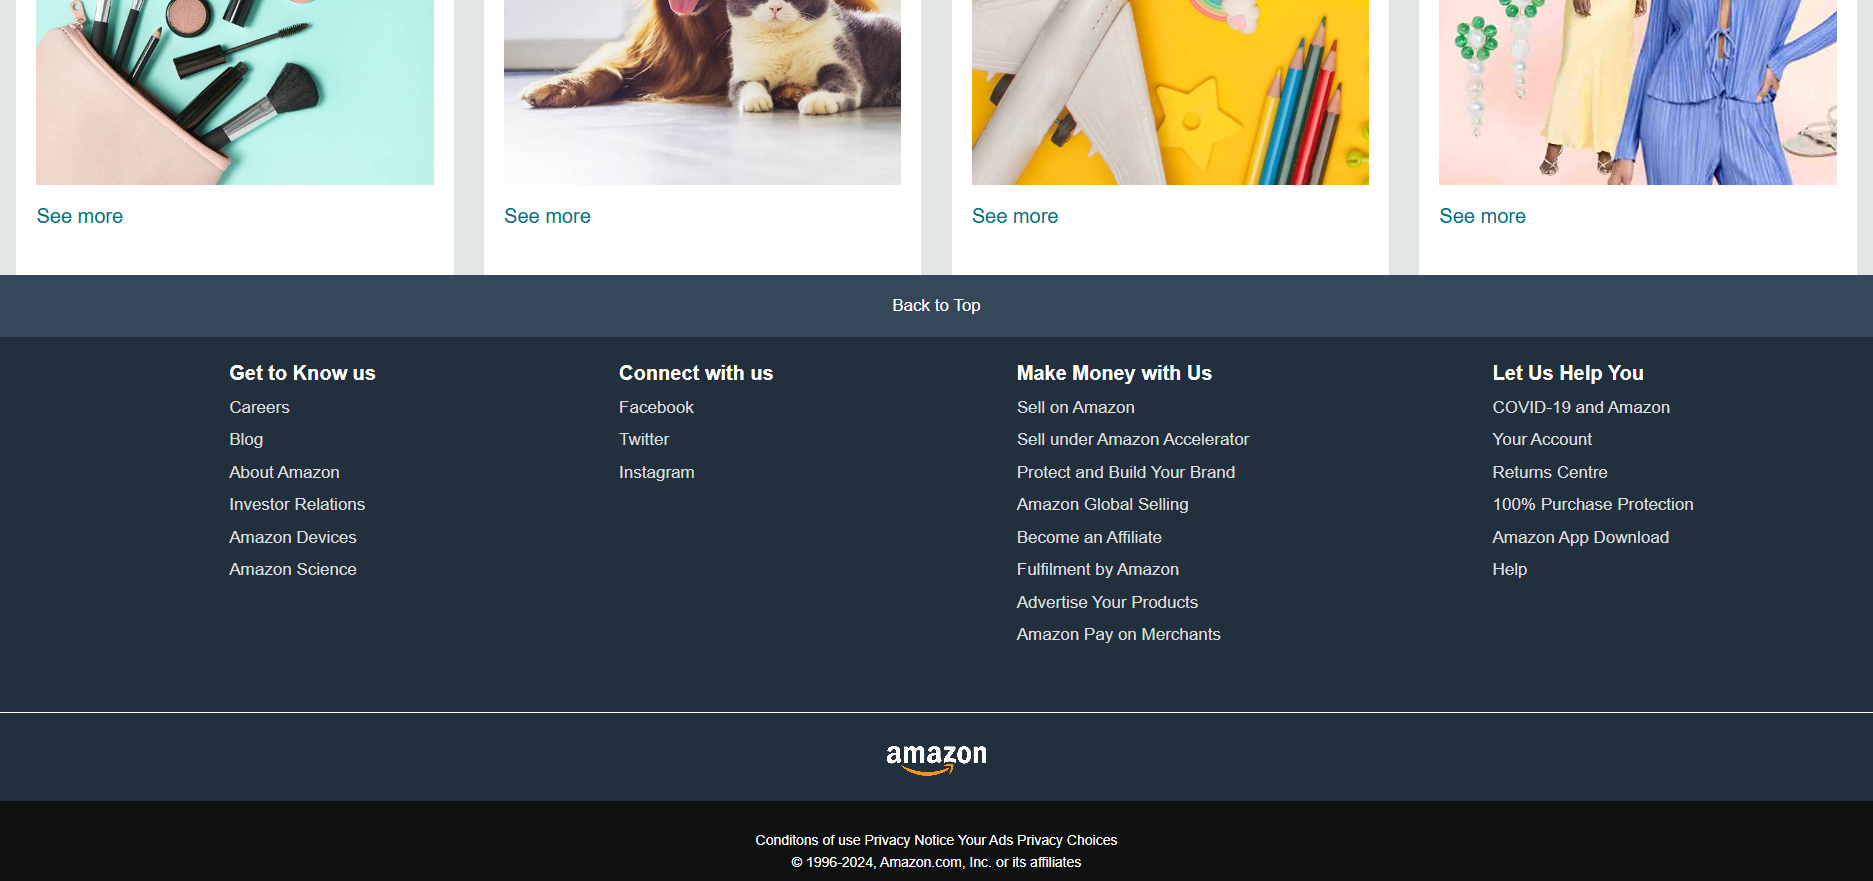 See more
See more
See more
See more
Back to Top
Get to Know us
Careers
Blog
About Amazon
Investor Relations
Amazon Devices
Amazon Science
Connect with us
Facebook
Twitter
Instagram
Make Money with Us
Sell on Amazon
Sell under Amazon Accelerator
Protect and Build Your Brand
Amazon Global Selling
Become an Affiliate
Fulfilment by Amazon
Advertise Your Products
Amazon Pay on Merchants
Let Us Help You
COVID-19 and Amazon
Your Account
Returns Centre
100% Purchase Protection
Amazon App Download
Help
amazon
Conditons of use Privacy Notice Your Ads Privacy Choices
© 1996-2024, Amazon.com, Inc. or its affiliates